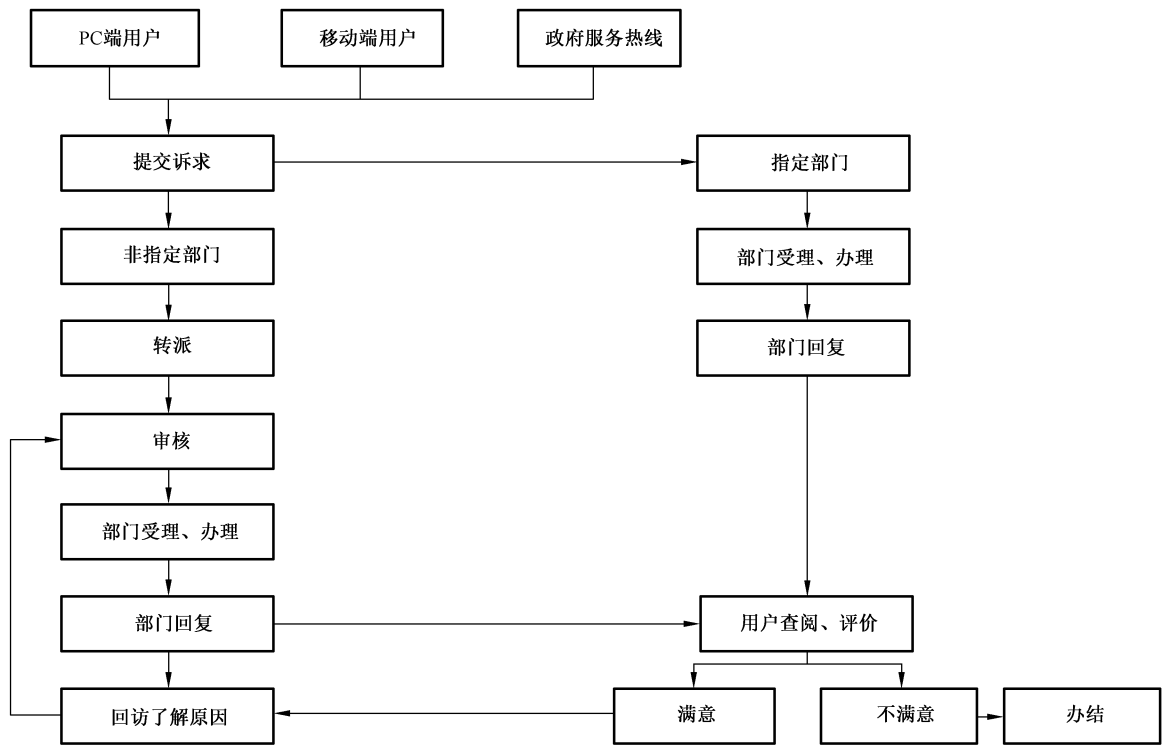 PC端用户
移动端用户
政府服务热线
提交诉求
指定部门
非指定部门
部门受理、办理
转派
部门回复
审核
部门受理、办理
部门回复
用户查阅、评价
回访了解原因
满意
不满意
办结